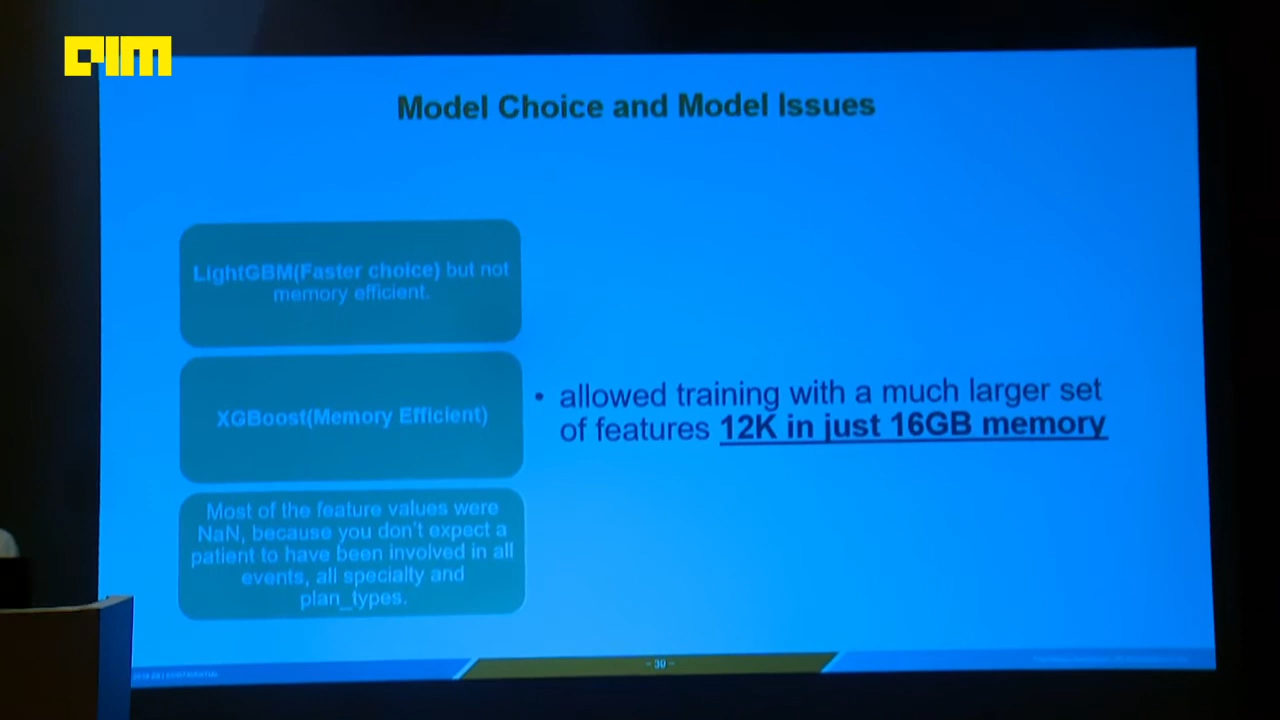 AIM
Model Choice and Model Issues
LightGBM(Faster choice) but not
memory efficient.
XGBoost(Memory Efficient)
• allowed training with a much larger set
of features 12K in just 16GB memory
Most of the feature values were
NaN, because you don't expect a
patient to have been involved in all
events, all specialty and
plan_types.
– 30 –